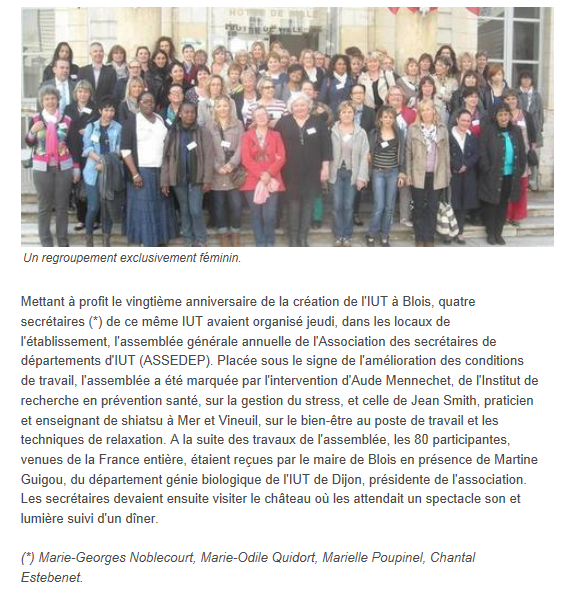 HOTEL DE VILLE
Un regroupement exclusivement féminin.
Mettant à profit le vingtième anniversaire de la création de l'IUT à Blois, quatre
secrétaires (*) de ce même IUT avaient organisé jeudi, dans les locaux de
l'établissement, l'assemblée générale annuelle de l'Association des secrétaires de
départements d'IUT (ASSEDEP). Placée sous le signe de l'amélioration des conditions
de travail, l'assemblée a été marquée par l'intervention d'Aude Mennechet, de l'Institut de
recherche en prévention santé, sur la gestion du stress, et celle de Jean Smith, praticien
et enseignant de shiatsu à Mer et Vineuil, sur le bien-être au poste de travail et les
techniques de relaxation. A la suite des travaux de l'assemblée, les 80 participantes,
venues de la France entière, étaient reçues par le maire de Blois en présence de Martine
Guigou, du département génie biologique de l'IUT de Dijon, présidente de l'association.
Les secrétaires devaient ensuite visiter le château où les attendait un spectacle son et
lumière suivi d'un dîner.
(*) Marie-Georges Noblecourt, Marie-Odile Quidort, Marielle Poupinel, Chantal
Estebenet.